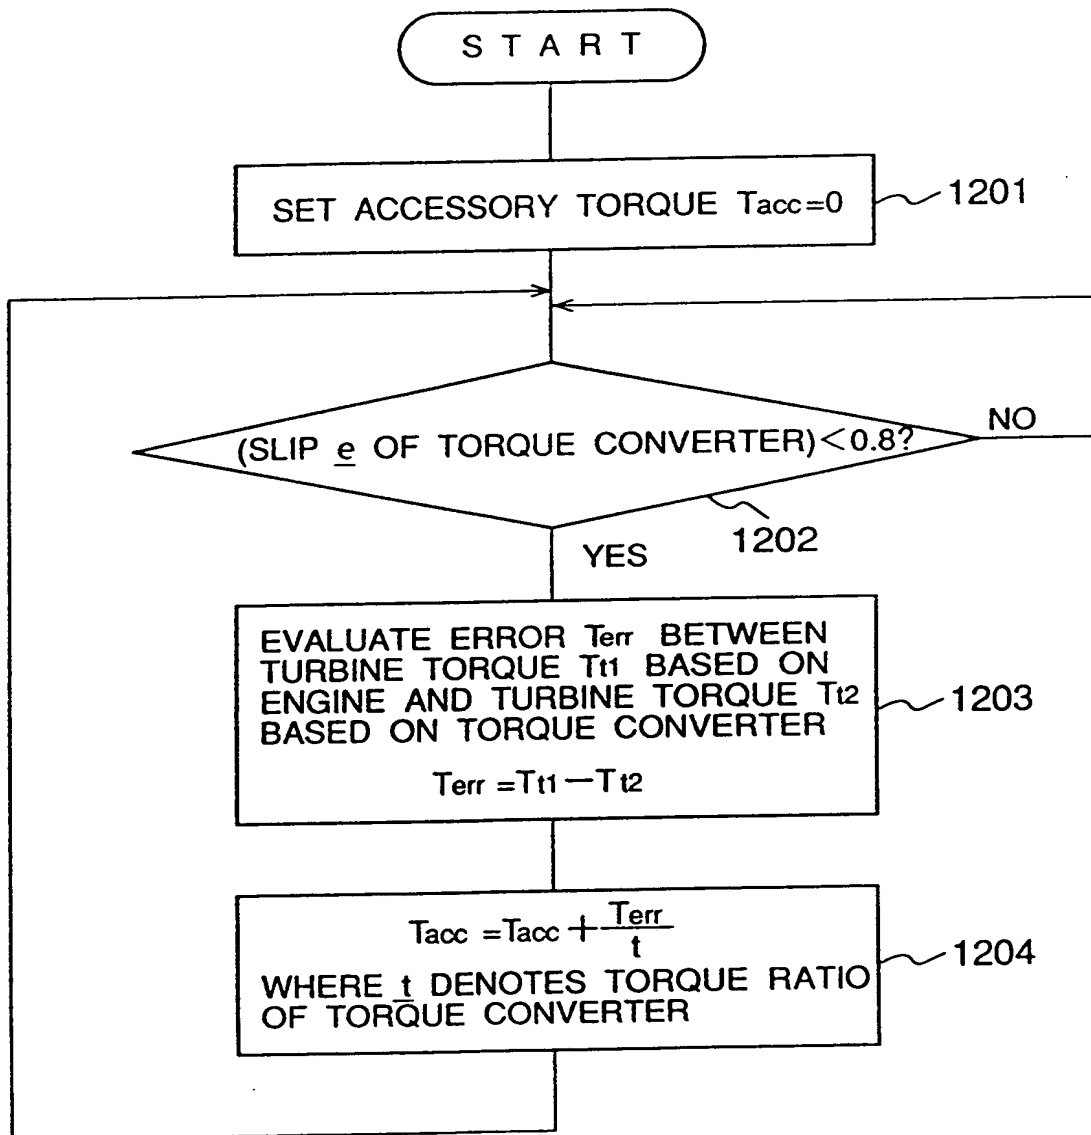 START
SET ACCESSORY TORQUE Tacc=0
1201
(SLIP e OF TORQUE CONVERTER)<0.8?
NO
1202
YES
EVALUATE ERROR Terr BETWEEN
TURBINE TORQUE Tt1 BASED ON
ENGINE AND TURBINE TORQUE Tt2
BASED ON TORQUE CONVERTER
Terr=Tt1-Tt2
1203
Tacc=Tacc+Terr/t
WHERE t DENOTES TORQUE RATIO
OF TORQUE CONVERTER
1204